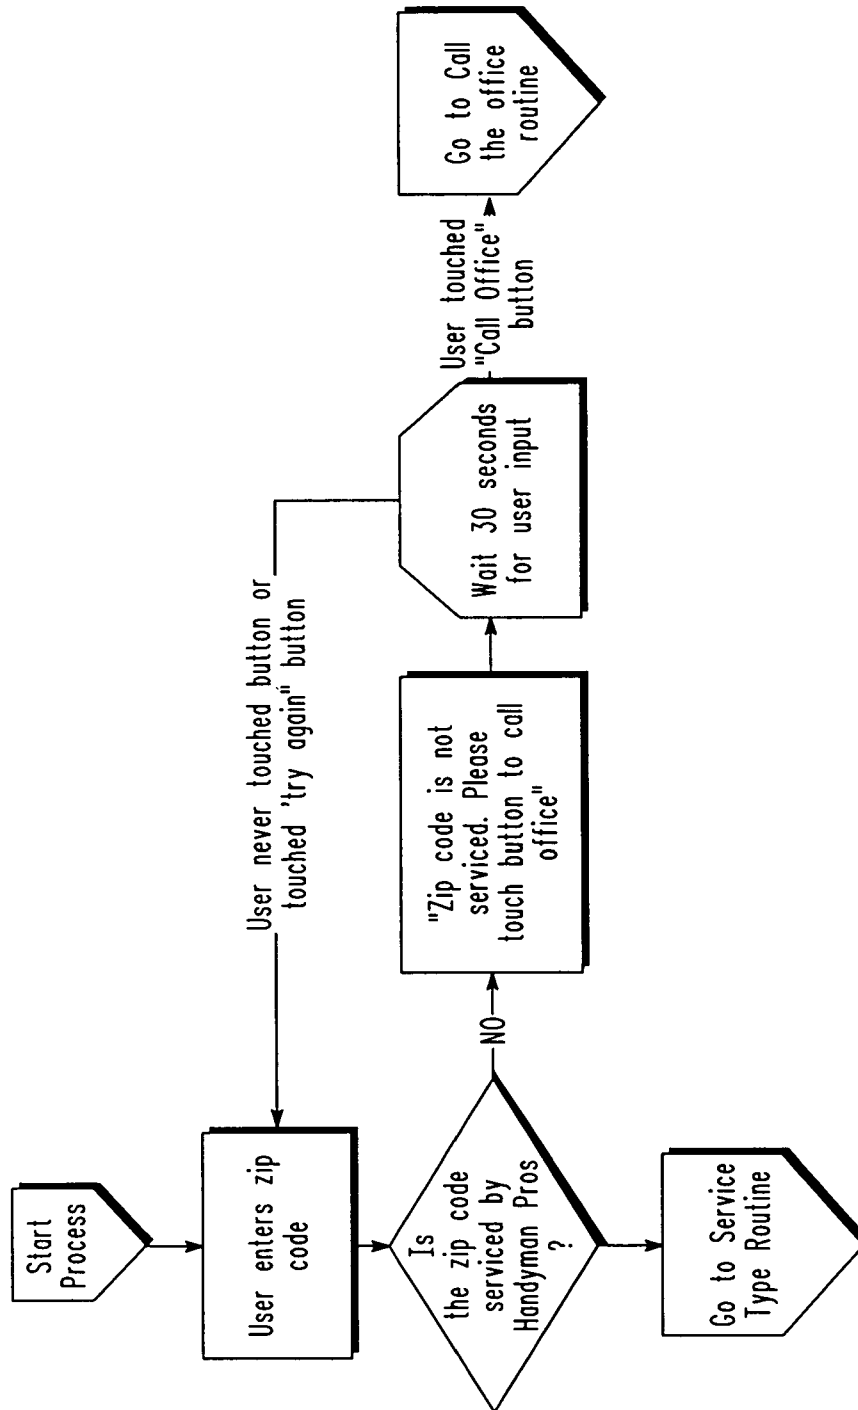 Start
Process
User enters zip
code
Is
the zip code
serviced by
Handyman Pros
?
Go to Service
Type Routine
NO
"Zip code is not
serviced. Please
touch button to call
office"
Wait 30 seconds
for user input
User never touched button or
touched 'try again" button
User touched
"Call Office"
button
Go to Call
the office
routine